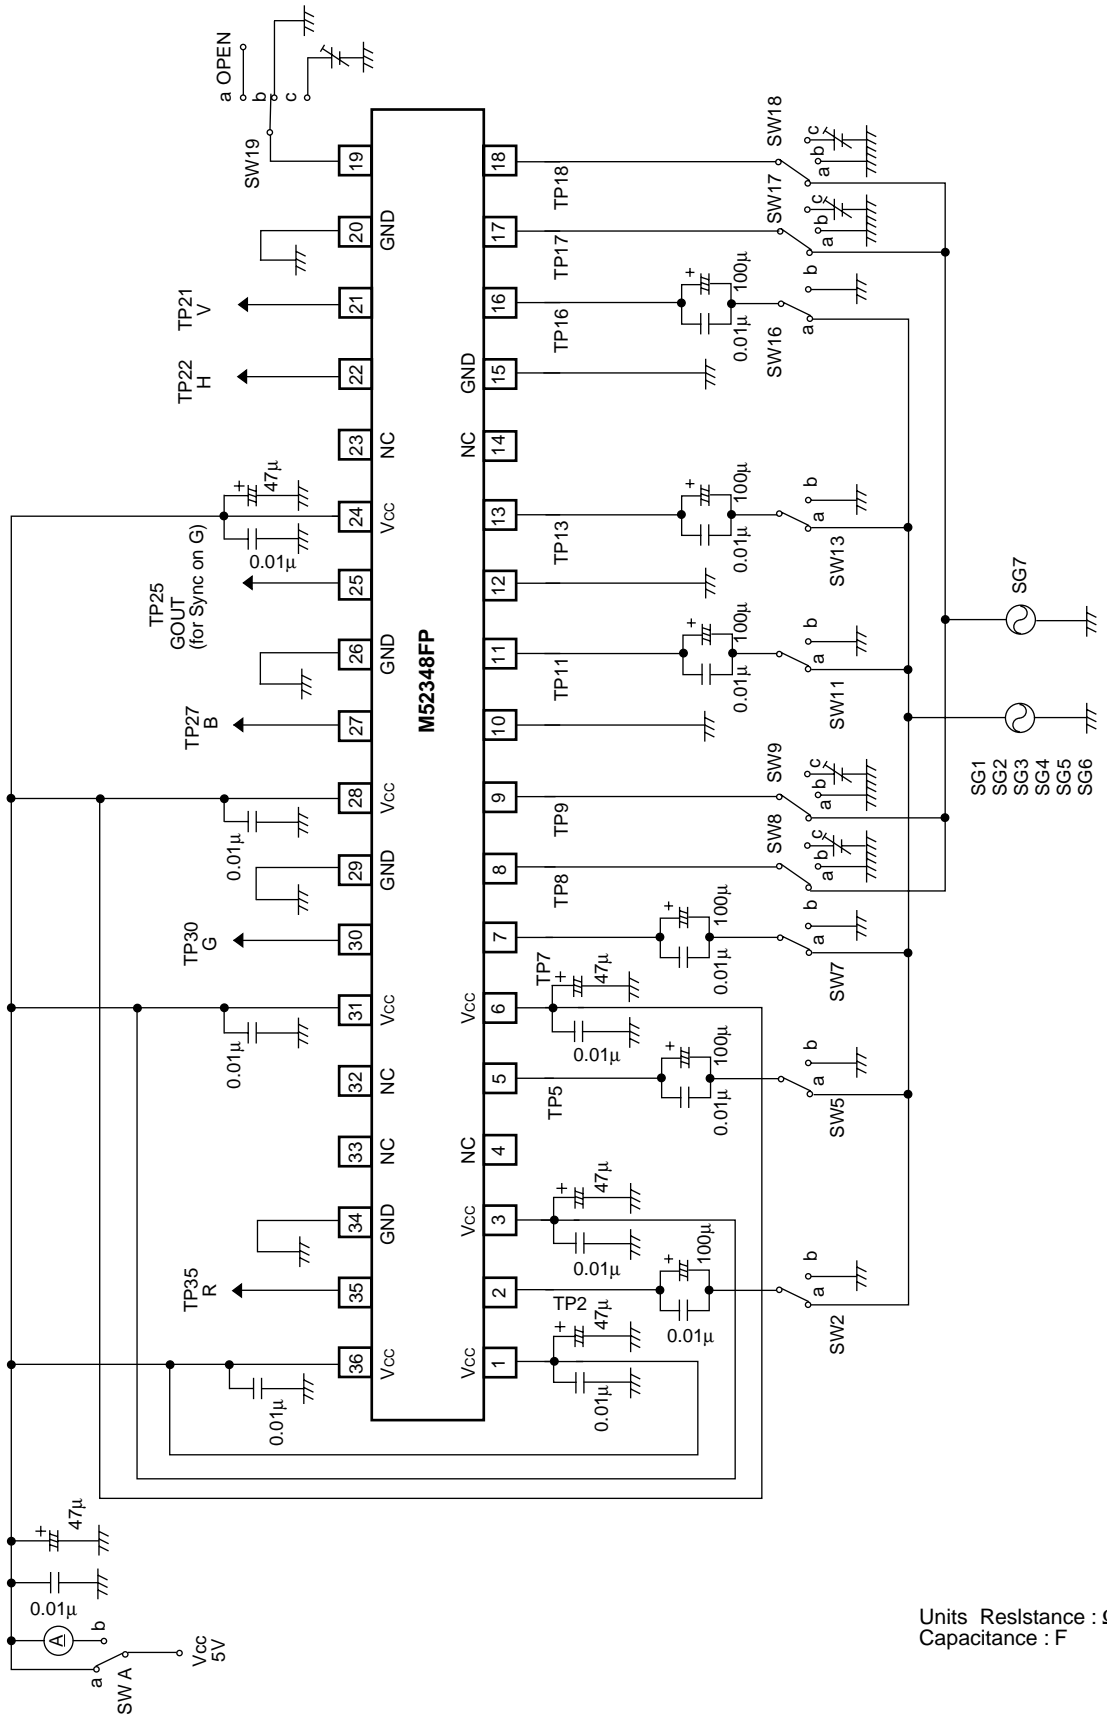 a OPEN
b
c
SW19
19
20
GND
TP21
V
21
TP22
H
22
23
NC
47μ
+
24
Vcc
0.01μ
TP25
GOUT
(for Sync on G)
25
26
GND
TP27
B
27
28
Vcc
0.01μ
29
GND
TP30
G
30
31
Vcc
0.01μ
32
NC
33
NC
34
GND
TP35
R
35
36
Vcc
0.01μ
M52348FP
18
TP18
SW18
a
b
c
17
TP17
SW17
a
b
c
16
TP16
+
100μ
0.01μ
SW16
a
b
15
GND
14
NC
13
TP13
+
100μ
0.01μ
SW13
a
b
12
11
TP11
+
100μ
0.01μ
SW11
a
b
10
9
TP9
SW9
a
b
c
8
TP8
SW8
a
b
c
7
TP7
+
100μ
0.01μ
SW7
a
b
6
Vcc
+
47μ
0.01μ
5
TP5
+
100μ
0.01μ
SW5
a
b
4
NC
3
Vcc
+
47μ
0.01μ
2
TP2
+
100μ
0.01μ
SW2
a
b
1
Vcc
+
47μ
0.01μ
SG7
SG1
SG2
SG3
SG4
SG5
SG6
+
47μ
0.01μ
A
a
b
SW A
Vcc
5V
Units Reslstance : Ω
Capacitance : F